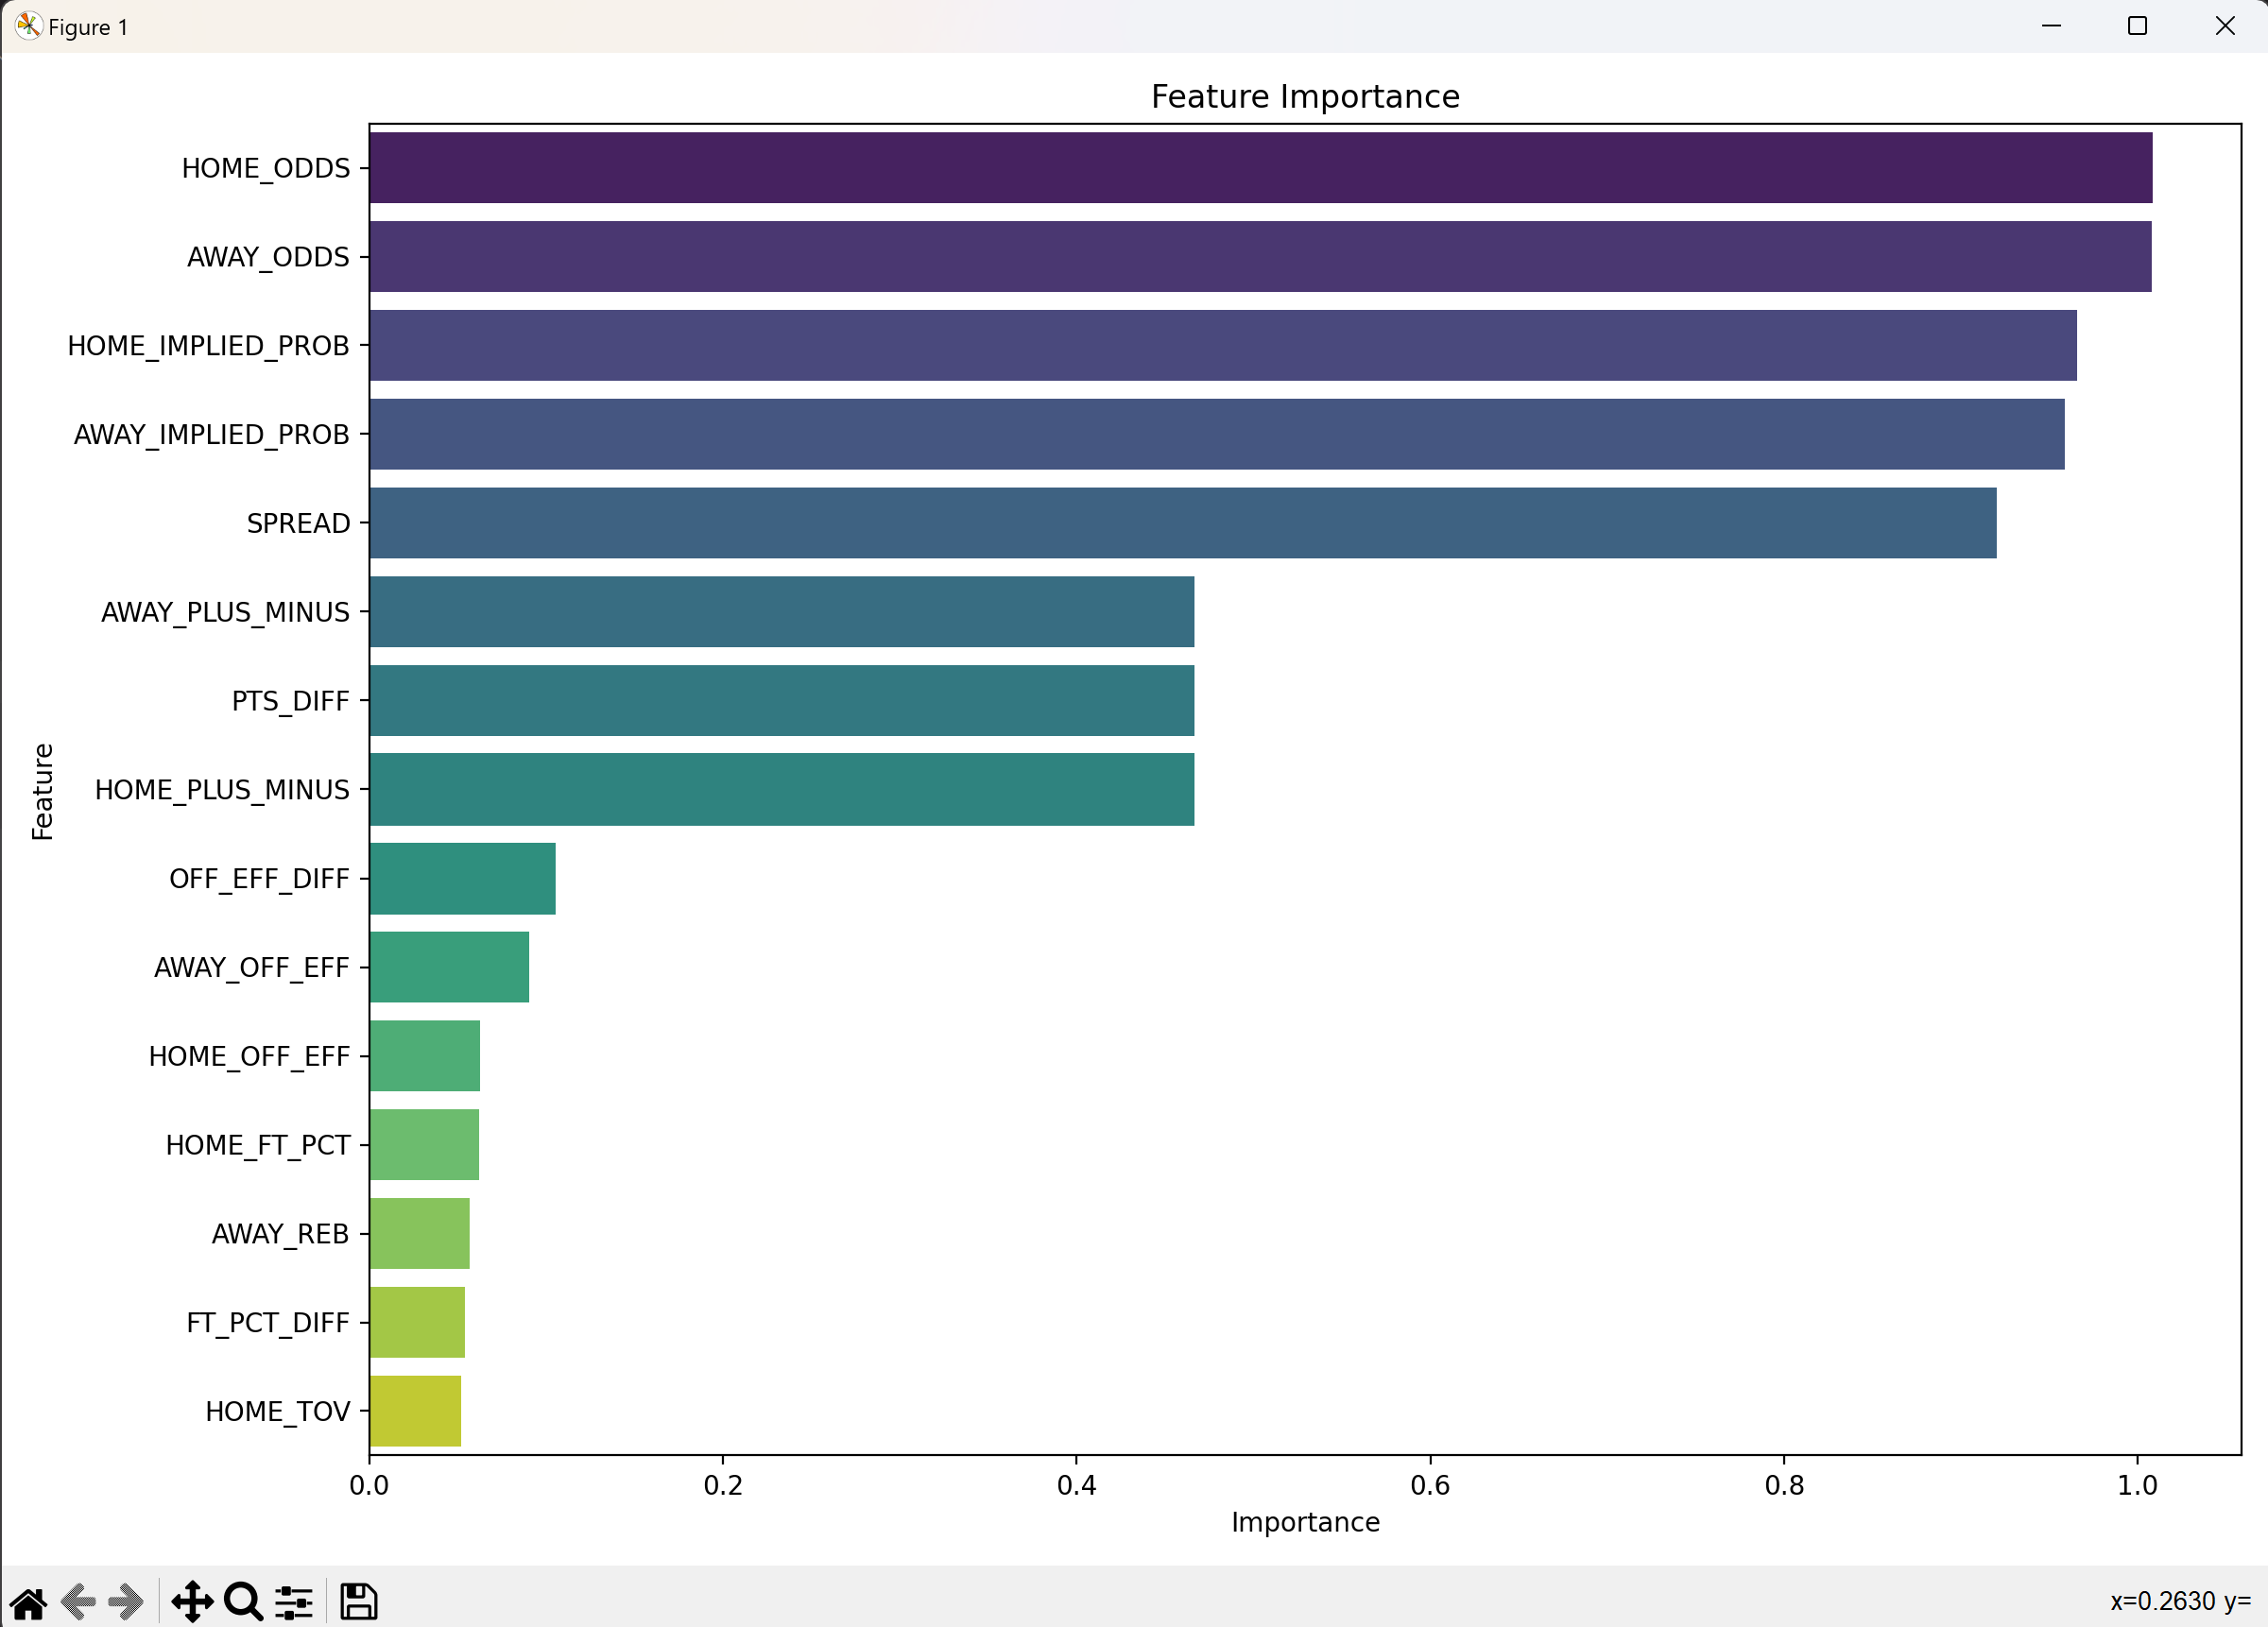 Figure 1
Feature Importance
HOME_ODDS
AWAY_ODDS
HOME_IMPLIED_PROB
AWAY_IMPLIED_PROB
SPREAD
AWAY_PLUS_MINUS
PTS_DIFF
HOME_PLUS_MINUS
OFF_EFF_DIFF
AWAY_OFF_EFF
HOME_OFF_EFF
HOME_FT_PCT
AWAY_REB
FT_PCT_DIFF
HOME_TOV
Feature
0.0 0.2 0.4 0.6 0.8 1.0
Importance
x=0.2630 y=